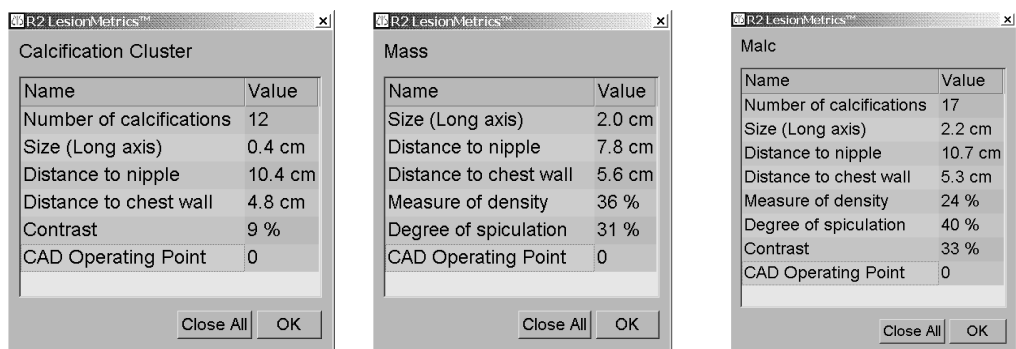 R2 LesionMetrics™
Calcification Cluster
Name Value
Number of calcifications 12
Size (Long axis) 0.4 cm
Distance to nipple 10.4 cm
Distance to chest wall 4.8 cm
Contrast 9 %
CAD Operating Point 0
Close All OK
R2 LesionMetrics™
Mass
Name Value
Size (Long axis) 2.0 cm
Distance to nipple 7.8 cm
Distance to chest wall 5.6 cm
Measure of density 36 %
Degree of spiculation 31 %
CAD Operating Point 0
Close All OK
R2 LesionMetrics™
Malc
Name Value
Number of calcifications 17
Size (Long axis) 2.2 cm
Distance to nipple 10.7 cm
Distance to chest wall 5.3 cm
Measure of density 24 %
Degree of spiculation 40 %
Contrast 33 %
CAD Operating Point 0
Close All OK